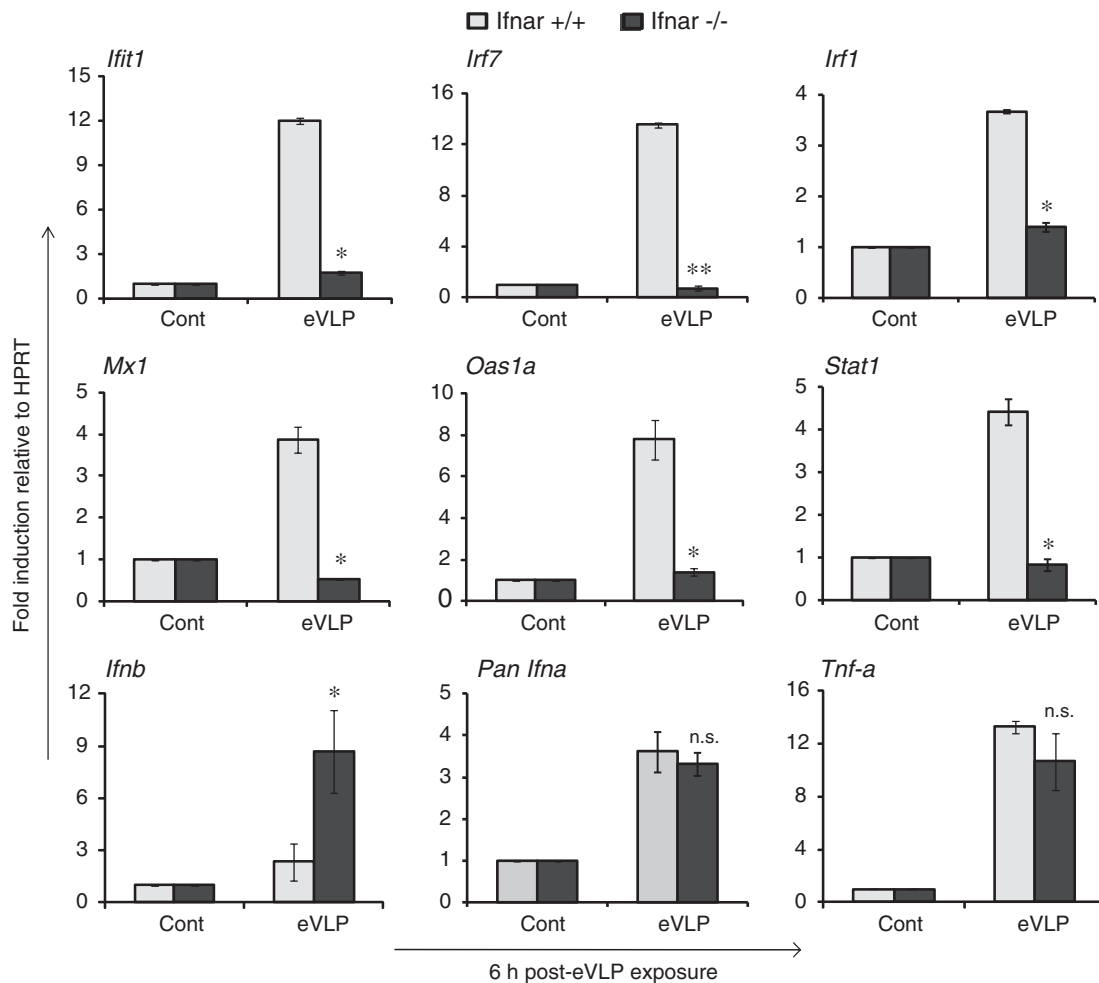 Ifnar +/+ Ifnar -/-
Ifit1
15
12
9
6
3
0
*
Cont eVLP
Irf7
16
12
8
4
0
**
Cont eVLP
Irf1
4
3
2
1
0
*
Cont eVLP
Fold induction relative to HPRT
Mx1
5
4
3
2
1
0
*
Cont eVLP
Oas1a
10
8
6
4
2
0
*
Cont eVLP
Stat1
5
4
3
2
1
0
*
Cont eVLP
Ifnb
12
9
6
3
0
*
Cont eVLP
Pan Ifna
5
4
3
2
1
0
n.s.
Cont eVLP
Tnf-a
16
12
8
4
0
n.s.
Cont eVLP
6 h post-eVLP exposure